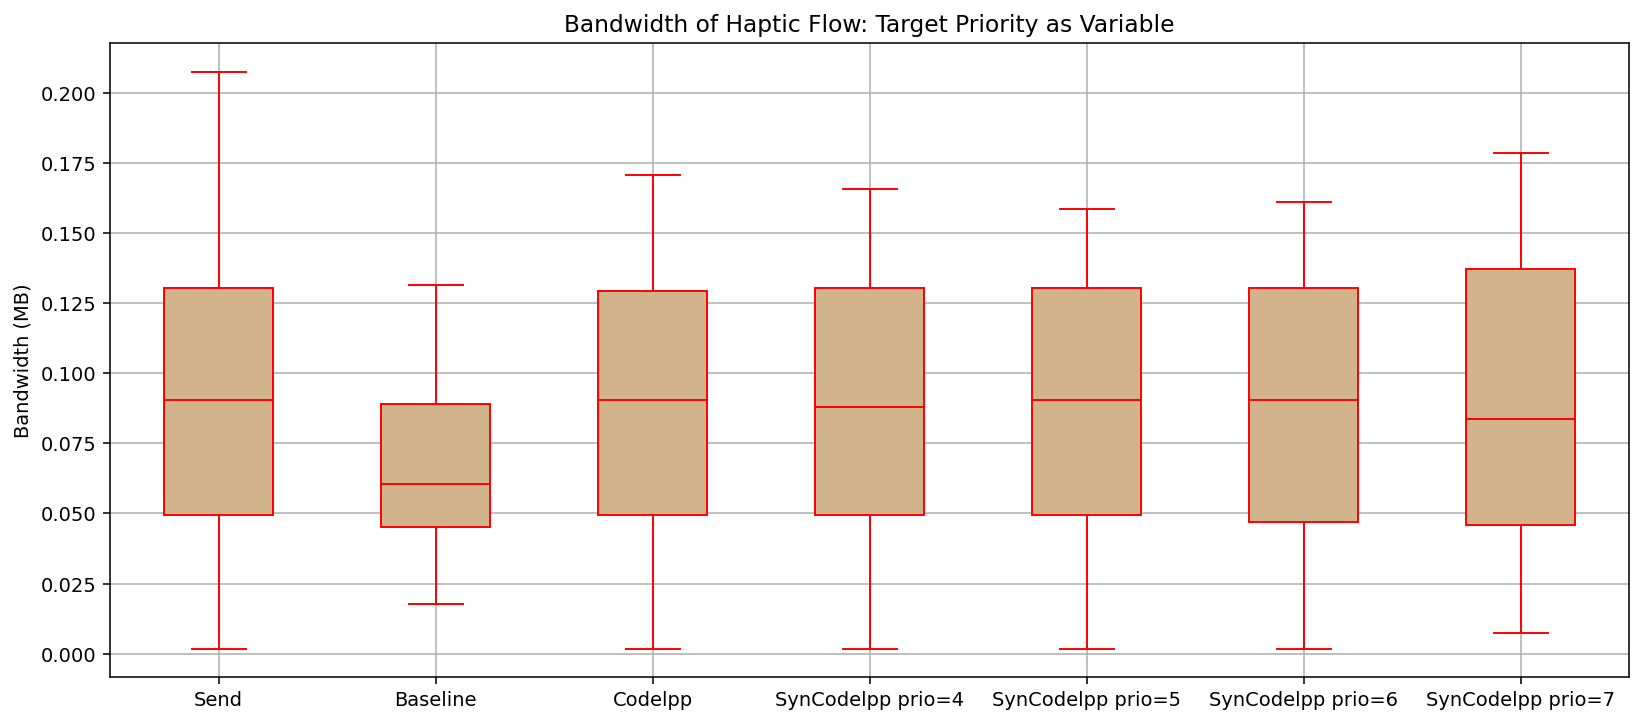 Bandwidth of Haptic Flow: Target Priority as Variable
Bandwidth (MB)
0.200
0.175
0.150
0.125
0.100
0.075
0.050
0.025
0.000
Send
Baseline
Codelpp
SynCodelpp prio=4
SynCodelpp prio=5
SynCodelpp prio=6
SynCodelpp prio=7